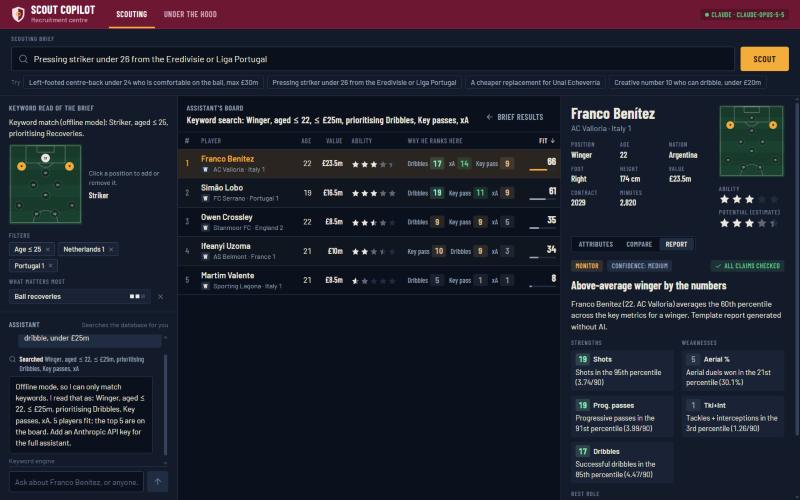 SCOUT COPILOT
Recruitment centre
SCOUTING
UNDER THE HOOD
CLAUDE · CLAUDE-OPUS-5-5
SCOUTING BRIEF
Pressing striker under 26 from the Eredivisie or Liga Portugal
SCOUT
Try
Left-footed centre-back under 24 who is comfortable on the ball, max £30m
Pressing striker under 26 from the Eredivisie or Liga Portugal
A cheaper replacement for Unai Echeverria
Creative number 10 who can dribble, under £20m
KEYWORD READ OF THE BRIEF
Keyword match (offline mode): Striker, aged ≤ 25,
prioritising Recoveries.
Click a position to add or
remove it.
Striker
FILTERS
Age ≤ 25 ×
Netherlands 1 ×
Portugal 1 ×
WHAT MATTERS MOST
Ball recoveries ×
ASSISTANT
Searches the database for you
dribble, under £25m
Searched Winger, aged ≤ 22, ≤ £25m, prioritising
Dribbles, Key passes, xA
Offline mode, so I can only match
keywords. I read that as: Winger, aged ≤
22, ≤ £25m, prioritising Dribbles, Key
passes, xA. 5 players fit; the top 5 are on
the board. Add an Anthropic API key for
the full assistant.
Keyword engine
Ask about Franco Benítez, or anyone.
ASSISTANT'S BOARD
Keyword search: Winger, aged ≤ 22, ≤ £25m, prioritising Dribbles, Key passes, xA
← BRIEF RESULTS
# PLAYER AGE VALUE ABILITY WHY HE RANKS HERE FIT ↓
1 Franco Benítez 22 £23.5m Dribbles 17 xA 14 Key pass 9 66
W AC Valloria · Italy 1
2 Simão Lobo 19 £16.5m Dribbles 19 Key pass 11 xA 9 61
W FC Serrano · Portugal 1
3 Owen Crossley 22 £8.5m Dribbles 9 Key pass 9 xA 5 35
W Stanmoor FC · England 2
4 Ifeanyi Uzoma 21 £10m Key pass 10 Dribbles 9 xA 3 34
W AS Belmont · France 1
5 Martim Valente 21 £8.5m Dribbles 5 Key pass 1 xA 1 8
W Sporting Lagona · Italy 1
Franco Benítez
AC Valloria · Italy 1
POSITION AGE NATION
Winger 22 Argentina
FOOT HEIGHT VALUE
Right 174 cm £23.5m
CONTRACT MINUTES
2029 2,820
ABILITY
POTENTIAL (ESTIMATE)
ATTRIBUTES COMPARE REPORT
MONITOR
CONFIDENCE: MEDIUM
✓ ALL CLAIMS CHECKED
Above-average winger by the numbers
Franco Benítez (22, AC Valloria) averages the 60th percentile
across the key metrics for a winger. Template report generated
without AI.
STRENGTHS
19 Shots
Shots in the 95th percentile
(3.74/90)
19 Prog. passes
Progressive passes in the
91st percentile (3.99/90)
17 Dribbles
Successful dribbles in the
85th percentile (4.47/90)
WEAKNESSES
5 Aerial %
Aerial duels won in the 21st
percentile (30.1%)
1 Tkl+Int
Tackles + interceptions in the
3rd percentile (1.26/90)
BEST ROLE